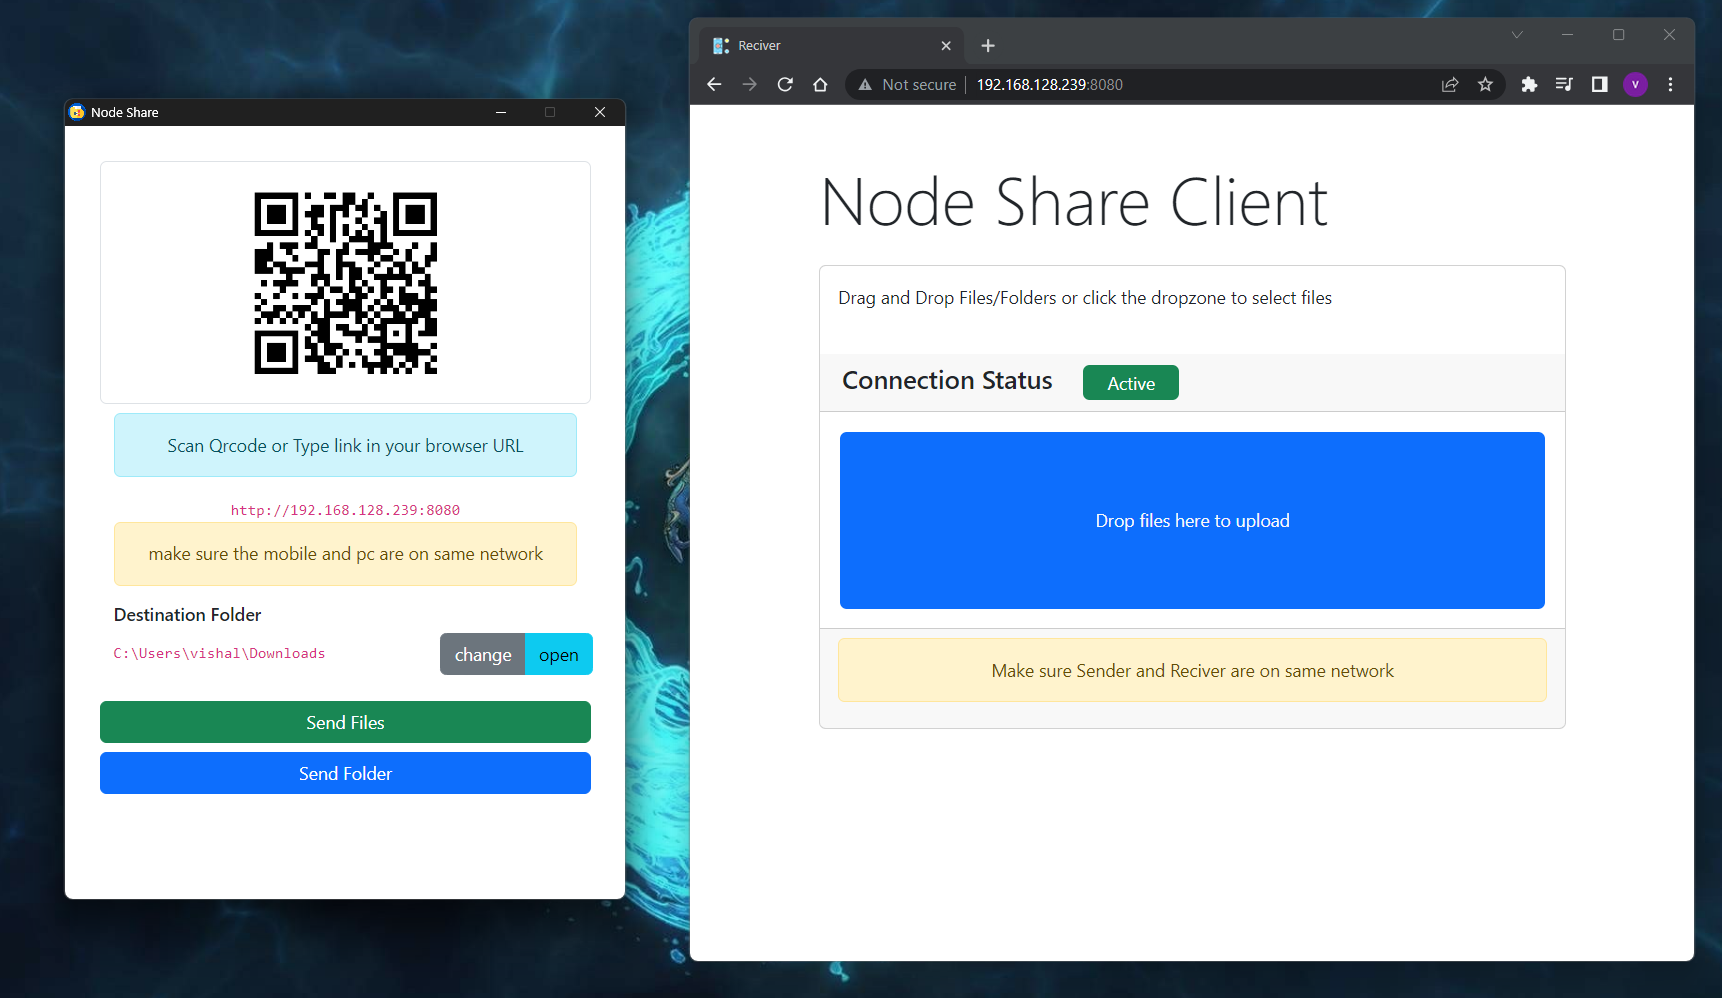 Node Share
Scan Qrcode or Type link in your browser URL
http://192.168.128.239:8080
make sure the mobile and pc are on same network
Destination Folder
C:\Users\vishal\Downloads
change open
Send Files
Send Folder
Reciver
Not secure 192.168.128.239:8080
V
Node Share Client
Drag and Drop Files/Folders or click the dropzone to select files
Connection Status Active
Drop files here to upload
Make sure Sender and Reciver are on same network